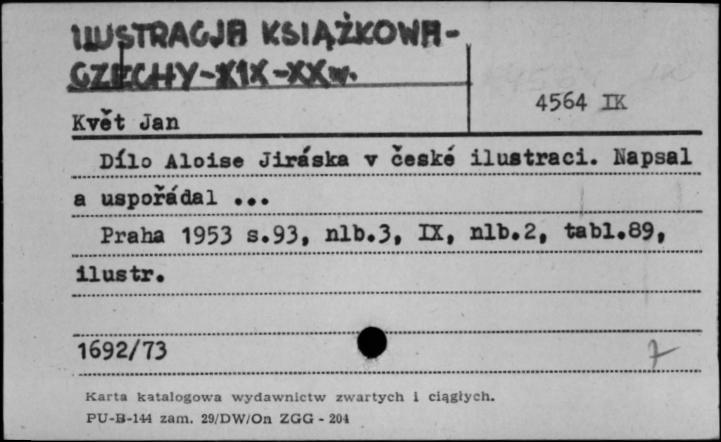 ILUSTRACJA KSIĄŻKOWA-
CZECHY-XIX-XXw.
4564 IK
Květ Jan
Dílo Aloise Jiráska v české ilustraci. Napsal
a uspořádal ...
Praha 1953 s.93, nlb.3, IX, nlb.2, tabl.89,
ilustr.
1692/73
7
Karta katalogowa wydawnictw zwartych i ciągłych.
PU-B-144 zam. 29/DW/On ZGG - 204